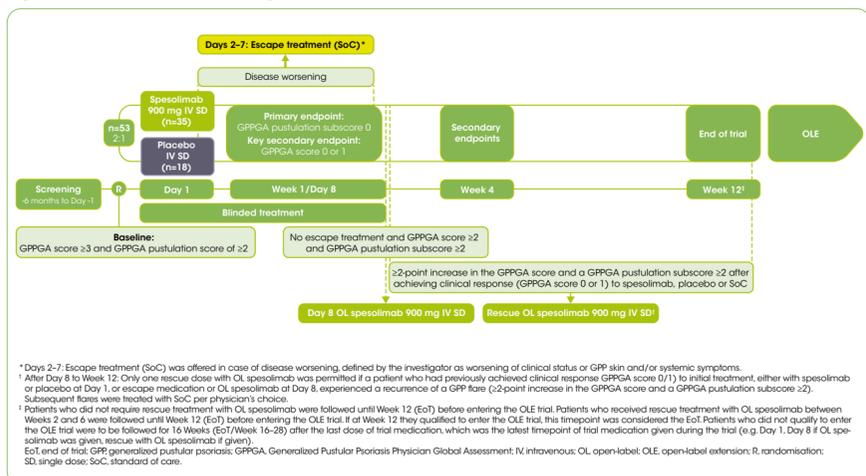 Days 2–7: Escape treatment (SoC)*
Disease worsening
n=53
2:1
Spesolimab
900 mg IV SD
(n=35)
Placebo
IV SD
(n=18)
Primary endpoint:
GPPGA pustulation subscore 0
Key secondary endpoint:
GPPGA score 0 or 1
Secondary
endpoints
End of trial
OLE
Screening
-6 months to Day -1
R
Day 1
Week 1/Day 8
Week 4
Week 12‡
Blinded treatment
Baseline:
GPPGA score ≥3 and GPPGA pustulation score of ≥2
No escape treatment and GPPGA score ≥2
and GPPGA pustulation subscore ≥2
≥2-point increase in the GPPGA score and a GPPGA pustulation subscore ≥2 after
achieving clinical response (GPPGA score 0 or 1) to spesolimab, placebo or SoC
Day 8 OL spesolimab 900 mg IV SD
Rescue OL spesolimab 900 mg IV SD†
* Days 2–7: Escape treatment (SoC) was offered in case of disease worsening, defined by the investigator as worsening of clinical status or GPP skin and/or systemic symptoms.
† After Day 8 to Week 12: Only one rescue dose with OL spesolimab was permitted if a patient who had previously achieved clinical response GPPGA score 0/1) to initial treatment, either with spesolimab
or placebo at Day 1, or escape medication or OL spesolimab at Day 8, experienced a recurrence of a GPP flare (≥2-point increase in the GPPGA score and a GPPGA pustulation subscore ≥2).
Subsequent flares were treated with SoC per physician's choice.
‡ Patients who did not require rescue treatment with OL spesolimab were followed until Week 12 (EoT) before entering the OLE trial. Patients who received rescue treatment with OL spesolimab between
Weeks 2 and 6 were followed until Week 12 (EoT) before entering the OLE trial. If at Week 12 they qualified to enter the OLE trial, this timepoint was considered the EoT. Patients who did not qualify to enter
the OLE trial were to be followed for 16 Weeks (EoT/Week 16–28) after the last dose of trial medication, which was the latest timepoint of trial medication given during the trial (e.g. Day 1, Day 8 if OL spe-
solimab was given, rescue with OL spesolimab if given).
EoT, end of trial; GPP, generalized pustular psoriasis; GPPGA, Generalized Pustular Psoriasis Physician Global Assessment; IV, intravenous; OL, open-label; OLE, open-label extension; R, randomisation;
SD, single dose; SoC, standard of care.